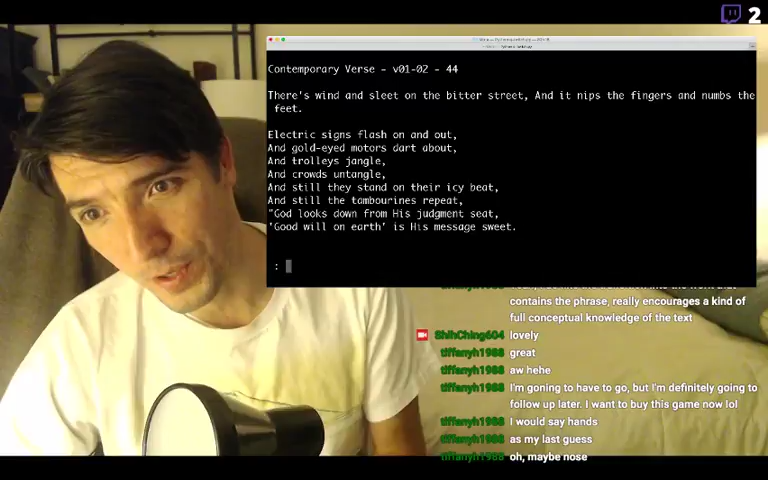 2
Contemporary Verse - v01-02 - 44
There's wind and sleet on the bitter street, And it nips the fingers and numbs the
feet.
Electric signs flash on and out,
And gold-eyed motors dart about,
And trolleys jangle,
And crowds untangle,
And still they stand on their icy beat,
And still the tambourines repeat,
"God looks down from His judgment seat,
'Good will on earth' is His message sweet.
:
contains the phrase, really encourages a kind of
full conceptual knowledge of the text
ShihChing604 lovely
tiffanyh1988 great
tiffanyh1988 aw hehe
tiffanyh1988 I'm goning to have to go, but I'm definitely going to
follow up later. I want to buy this game now lol
tiffanyh1988 I would say hands
tiffanyh1988 as my last guess
tiffanyh1988 oh, maybe nose